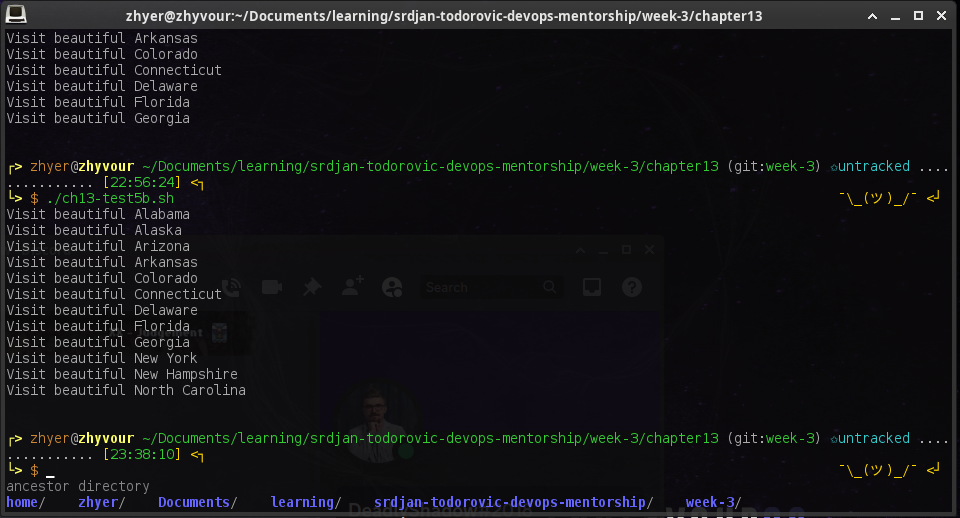 zhyer@zhyvour:~/Documents/learning/srdjan-todorovic-devops-mentorship/week-3/chapter13
Visit beautiful Arkansas
Visit beautiful Colorado
Visit beautiful Connecticut
Visit beautiful Delaware
Visit beautiful Florida
Visit beautiful Georgia
┌> zhyer@zhyvour ~/Documents/learning/srdjan-todorovic-devops-mentorship/week-3/chapter13 (git:week-3) ✩untracked ....
........... [22:56:24] <┐
└> $ ./ch13-test5b.sh ¯\_(ツ)_/¯ <┘
Visit beautiful Alabama
Visit beautiful Alaska
Visit beautiful Arizona
Visit beautiful Arkansas
Visit beautiful Colorado
Visit beautiful Connecticut
Visit beautiful Delaware
Visit beautiful Florida
Visit beautiful Georgia
Visit beautiful New York
Visit beautiful New Hampshire
Visit beautiful North Carolina
Search
┌> zhyer@zhyvour ~/Documents/learning/srdjan-todorovic-devops-mentorship/week-3/chapter13 (git:week-3) ✩untracked ....
........... [23:38:10] <┐
└> $ _ ¯\_(ツ)_/¯ <┘
ancestor directory
home/ zhyer/ Documents/ learning/ srdjan-todorovic-devops-mentorship/ week-3/